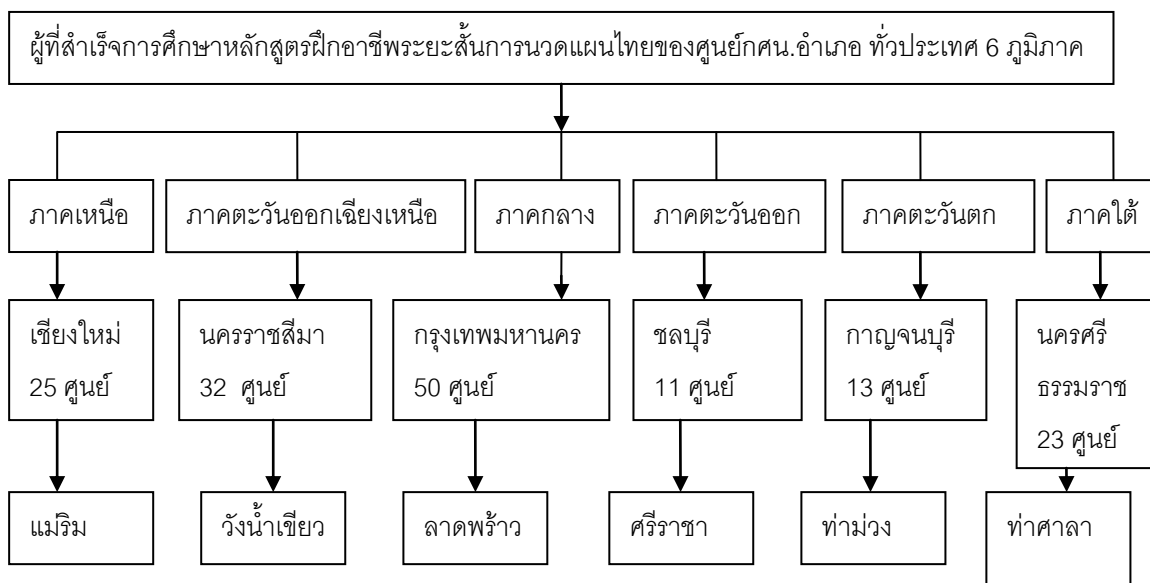 ผู้ที่สำเร็จการศึกษาหลักสูตรฝึกอาชีพระยะสั้นการนวดแผนไทยของศูนย์กศน.อำเภอ ทั่วประเทศ 6 ภูมิภาค
ภาคเหนือ
ภาคตะวันออกเฉียงเหนือ
ภาคกลาง
ภาคตะวันออก
ภาคตะวันตก
ภาคใต้
เชียงใหม่
25 ศูนย์
นครราชสีมา
32 ศูนย์
กรุงเทพมหานคร
50 ศูนย์
ชลบุรี
11 ศูนย์
กาญจนบุรี
13 ศูนย์
นครศรี
ธรรมราช
23 ศูนย์
แม่ริม
วังน้ำเขียว
ลาดพร้าว
ศรีราชา
ท่าม่วง
ท่าศาลา